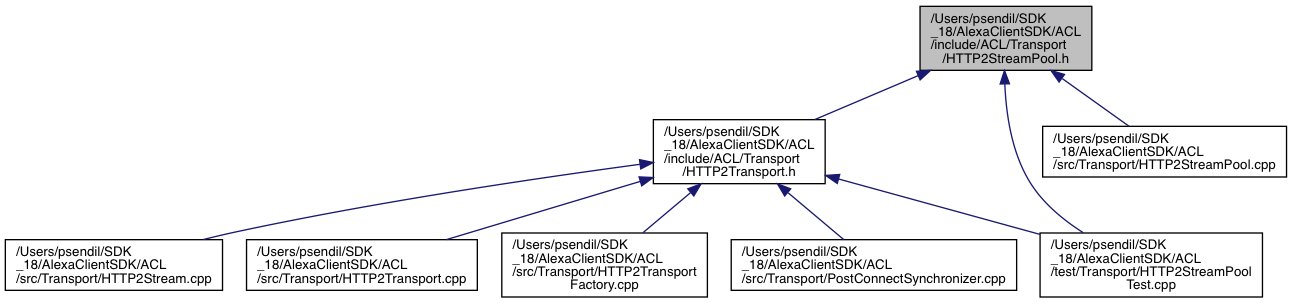 /Users/psendil/SDK
_18/AlexaClientSDK/ACL
/include/ACL/Transport
/HTTP2StreamPool.h
/Users/psendil/SDK
_18/AlexaClientSDK/ACL
/include/ACL/Transport
/HTTP2Transport.h
/Users/psendil/SDK
_18/AlexaClientSDK/ACL
/src/Transport/HTTP2StreamPool.cpp
/Users/psendil/SDK
_18/AlexaClientSDK/ACL
/src/Transport/HTTP2Stream.cpp
/Users/psendil/SDK
_18/AlexaClientSDK/ACL
/src/Transport/HTTP2Transport.cpp
/Users/psendil/SDK
_18/AlexaClientSDK/ACL
/src/Transport/HTTP2Transport
Factory.cpp
/Users/psendil/SDK
_18/AlexaClientSDK/ACL
/src/Transport/PostConnectSynchronizer.cpp
/Users/psendil/SDK
_18/AlexaClientSDK/ACL
/test/Transport/HTTP2StreamPool
Test.cpp